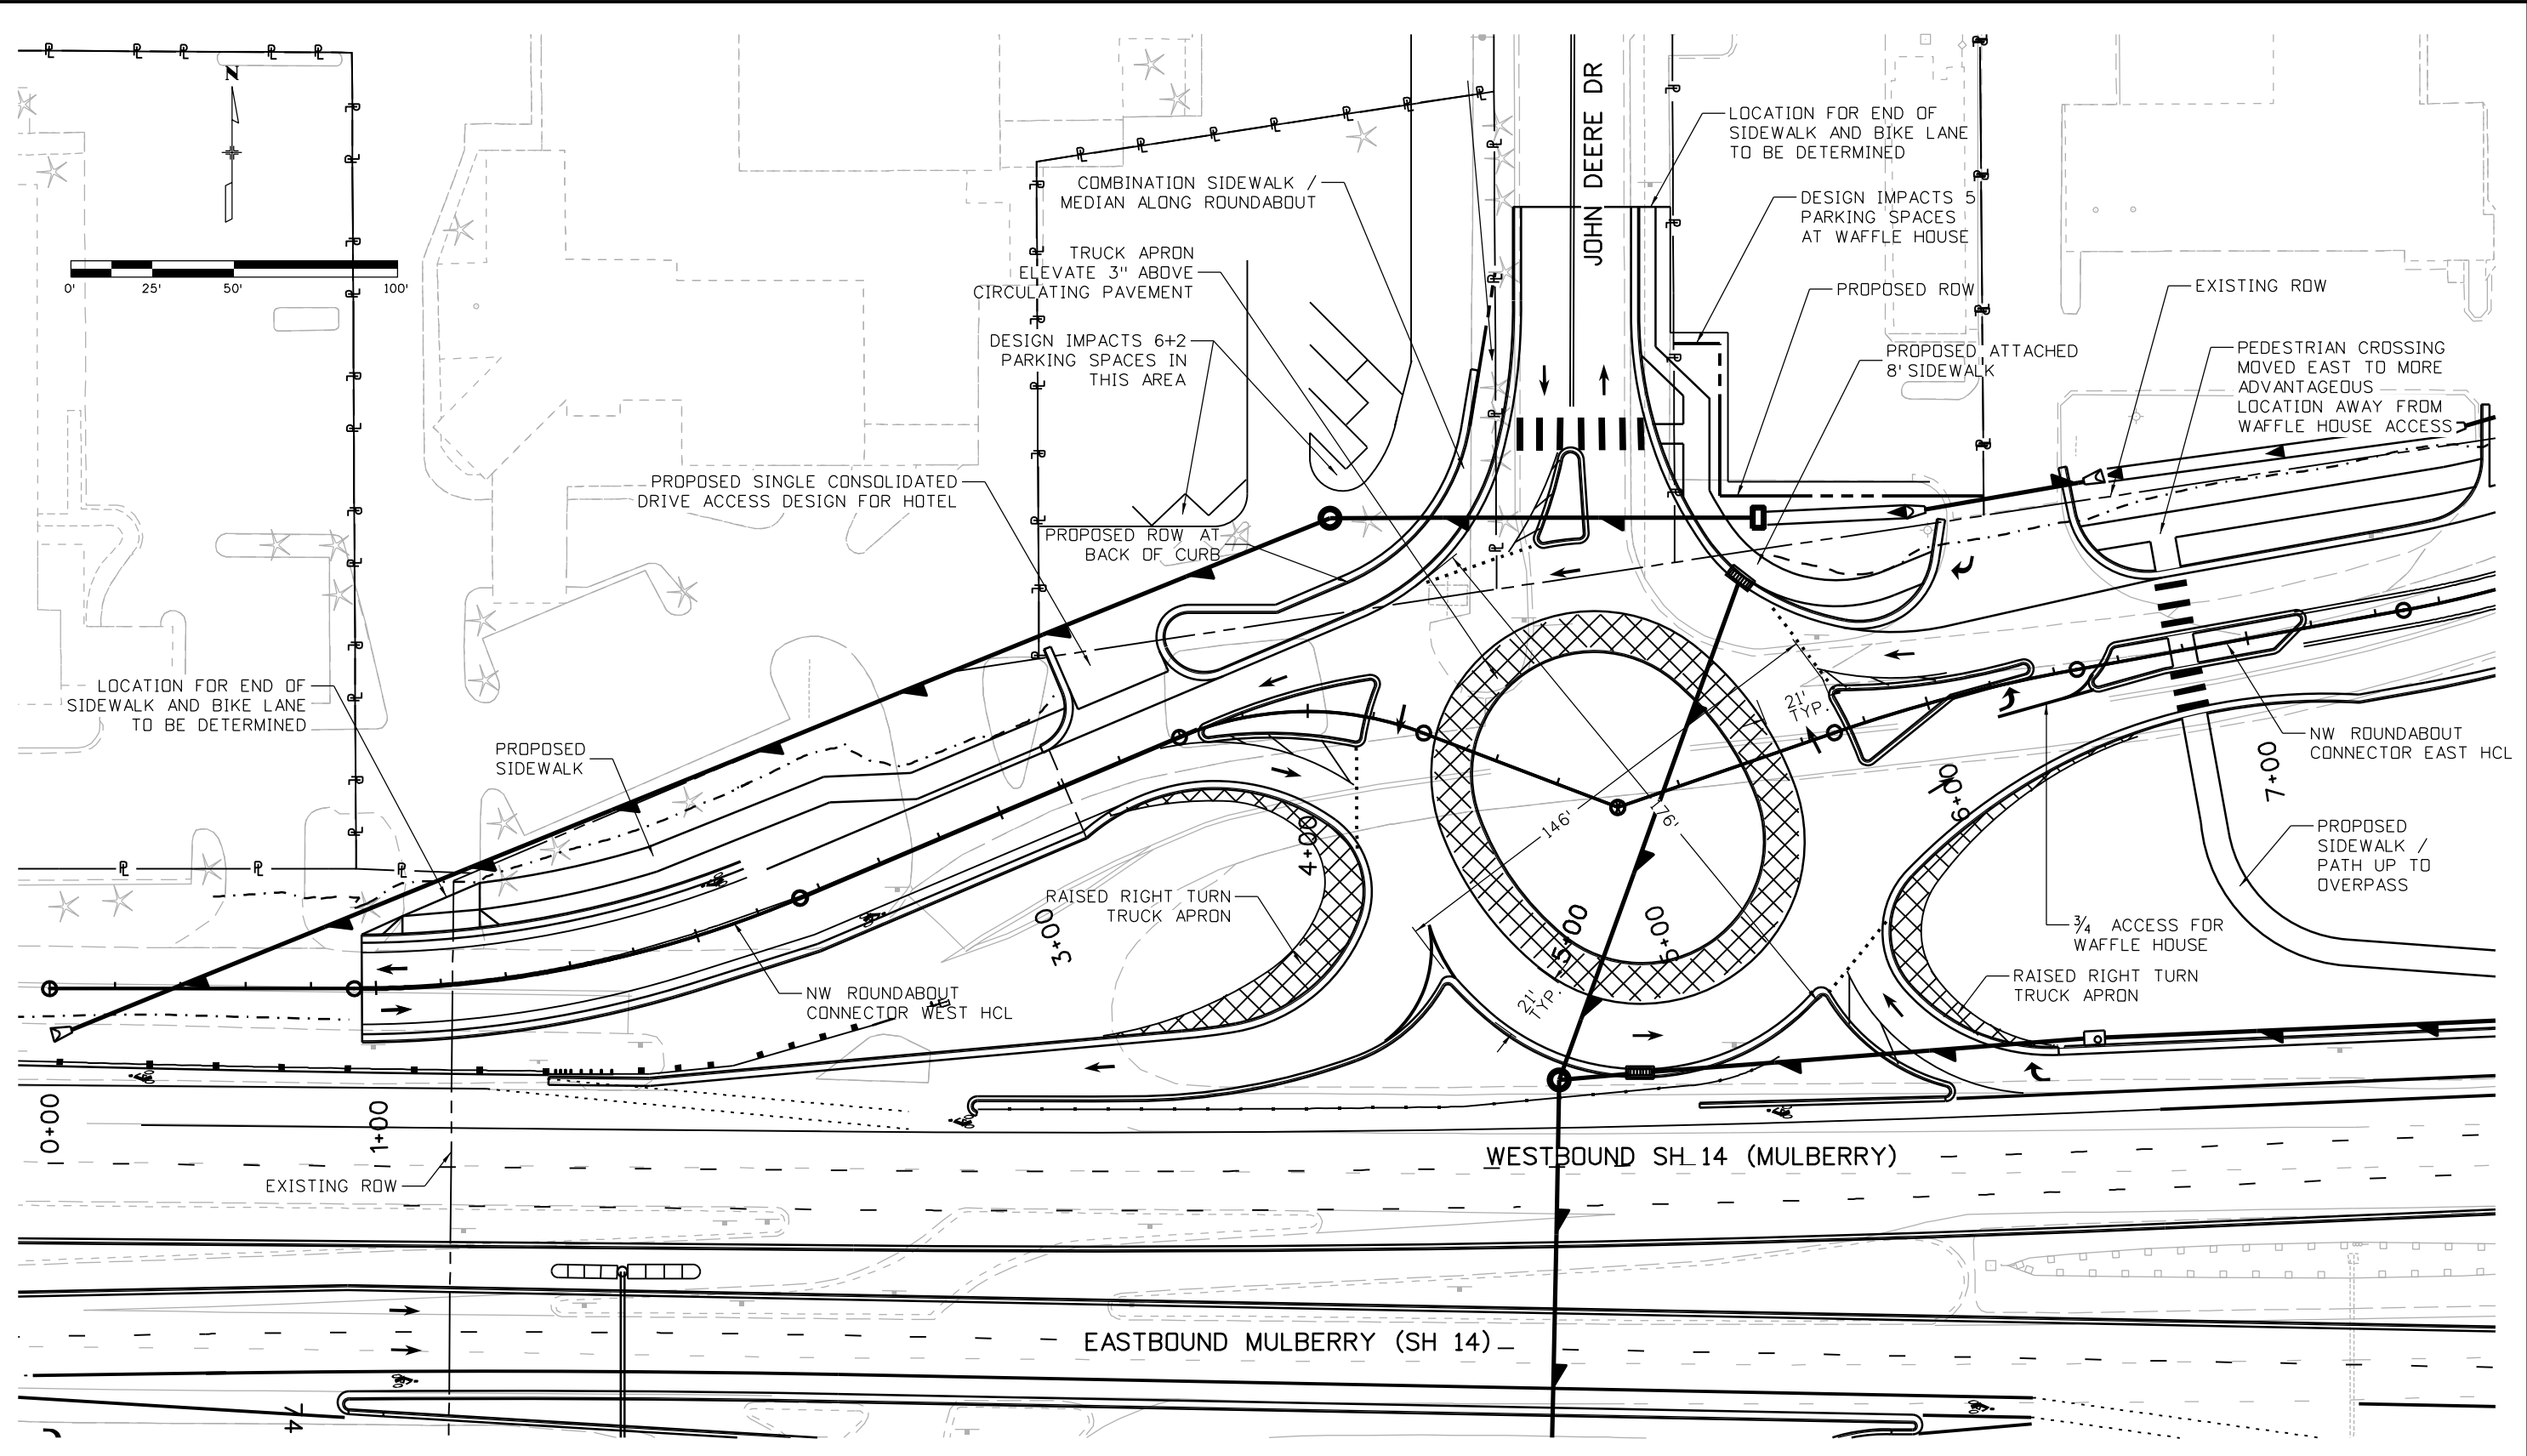 N
0' 25' 50' 100'
JOHN DEERE DR
LOCATION FOR END OF
SIDEWALK AND BIKE LANE
TO BE DETERMINED
COMBINATION SIDEWALK /
MEDIAN ALONG ROUNDABOUT
DESIGN IMPACTS 5
PARKING SPACES
AT WAFFLE HOUSE
TRUCK APRON
ELEVATE 3" ABOVE
CIRCULATING PAVEMENT
PROPOSED ROW
EXISTING ROW
DESIGN IMPACTS 6+2
PARKING SPACES IN
THIS AREA
PROPOSED ATTACHED
8' SIDEWALK
PEDESTRIAN CROSSING
MOVED EAST TO MORE
ADVANTAGEOUS
LOCATION AWAY FROM
WAFFLE HOUSE ACCESS
PROPOSED SINGLE CONSOLIDATED
DRIVE ACCESS DESIGN FOR HOTEL
PROPOSED ROW AT
BACK OF CURB
LOCATION FOR END OF
SIDEWALK AND BIKE LANE
TO BE DETERMINED
PROPOSED
SIDEWALK
21'
TYP.
NW ROUNDABOUT
CONNECTOR EAST HCL
146'
176'
4+00
6+00
7+00
PROPOSED
SIDEWALK /
PATH UP TO
OVERPASS
RAISED RIGHT TURN
TRUCK APRON
3+00
5+00
5+00
3/4 ACCESS FOR
WAFFLE HOUSE
NW ROUNDABOUT
CONNECTOR WEST HCL
21'
TYP.
RAISED RIGHT TURN
TRUCK APRON
0+00
1+00
WESTBOUND SH 14 (MULBERRY)
EXISTING ROW
EASTBOUND MULBERRY (SH 14)
74